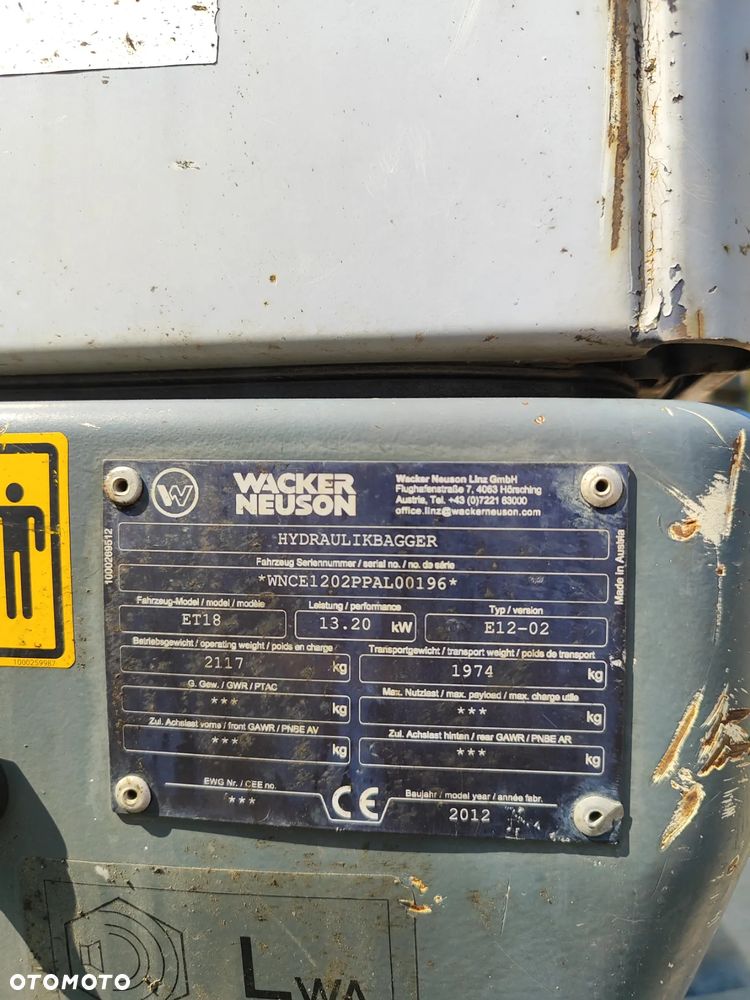 WACKER
NEUSON
Wacker Neuson Linz GmbH
Flughafenstraße 7, 4063 Hörsching
Austria, Tel. +43 (0)7221 63000
office.linz@wackerneuson.com
HYDRAULIKBAGGER
Fahrzeug Seriennummer / serial no. / no. de série
*WNCE1202PPAL00196*
Fahrzeug-Model / model / modèle
Leistung / performance
Typ / version
ET18
13.20 kW
E12-02
Betriebsgewicht / operating weight / poids en charge
Transportgewicht / transport weight / poids de transport
2117 kg
1974 kg
G. Gew. / GWR / PTAC
Max. Nutzlast / max. payload / max. charge utile
*** kg
*** kg
Zul. Achslast vorne / front GAWR / PNBE AV
Zul. Achslast hinten / rear GAWR / PNBE AR
*** kg
*** kg
EWG Nr. / CEE no.
***
CE
Baujahr / model year / année fabr.
2012
1000269512
Made in Austria
1000259987
LWA
OTOMOTO